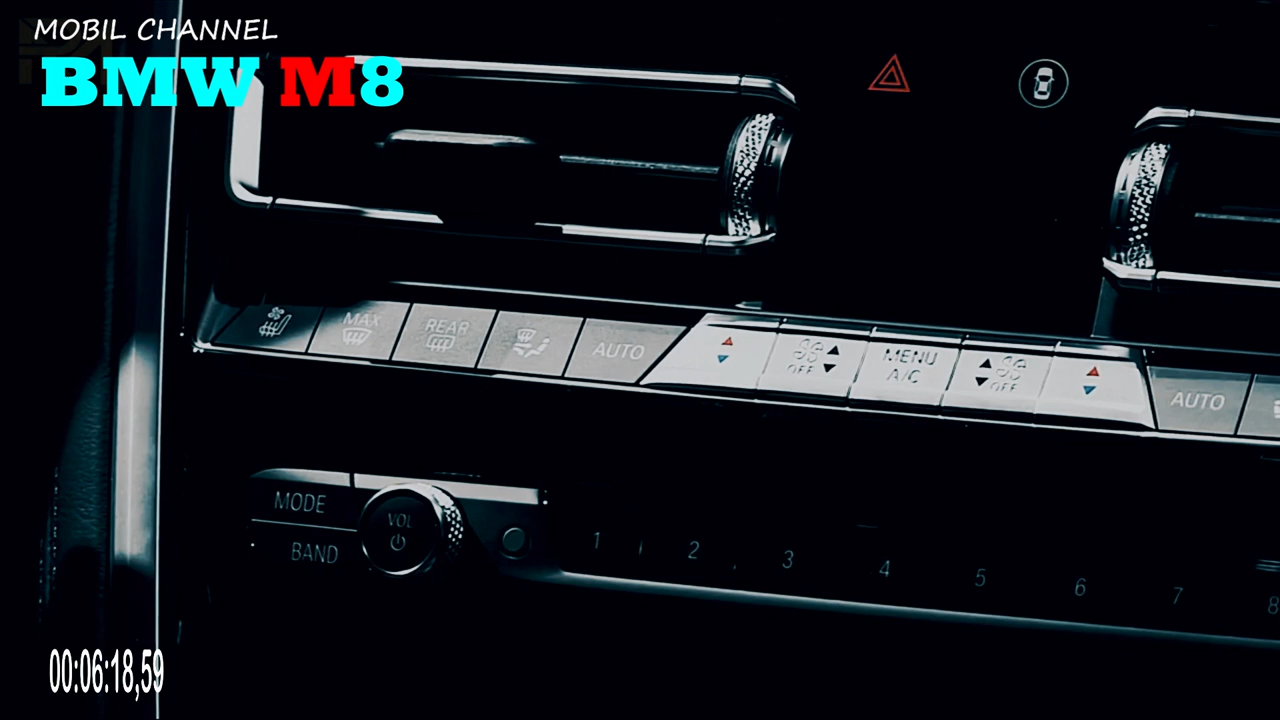 MOBIL CHANNEL
BMW M8
MAX
REAR
AUTO
OFF
MENU
A/C
OFF
AUTO
MODE
VOL
BAND
1 2 3 4 5 6 7 8
00:06:18,59